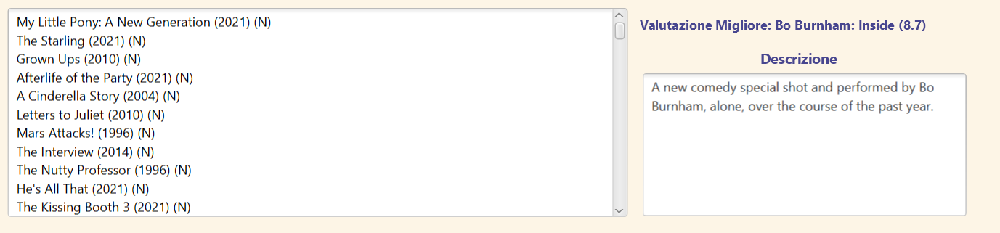 My Little Pony: A New Generation (2021) (N)
The Starling (2021) (N)
Grown Ups (2010) (N)
Afterlife of the Party (2021) (N)
A Cinderella Story (2004) (N)
Letters to Juliet (2010) (N)
Mars Attacks! (1996) (N)
The Interview (2014) (N)
The Nutty Professor (1996) (N)
He's All That (2021) (N)
The Kissing Booth 3 (2021) (N)
Valutazione Migliore: Bo Burnham: Inside (8.7)
Descrizione
A new comedy special shot and performed by Bo
Burnham, alone, over the course of the past year.